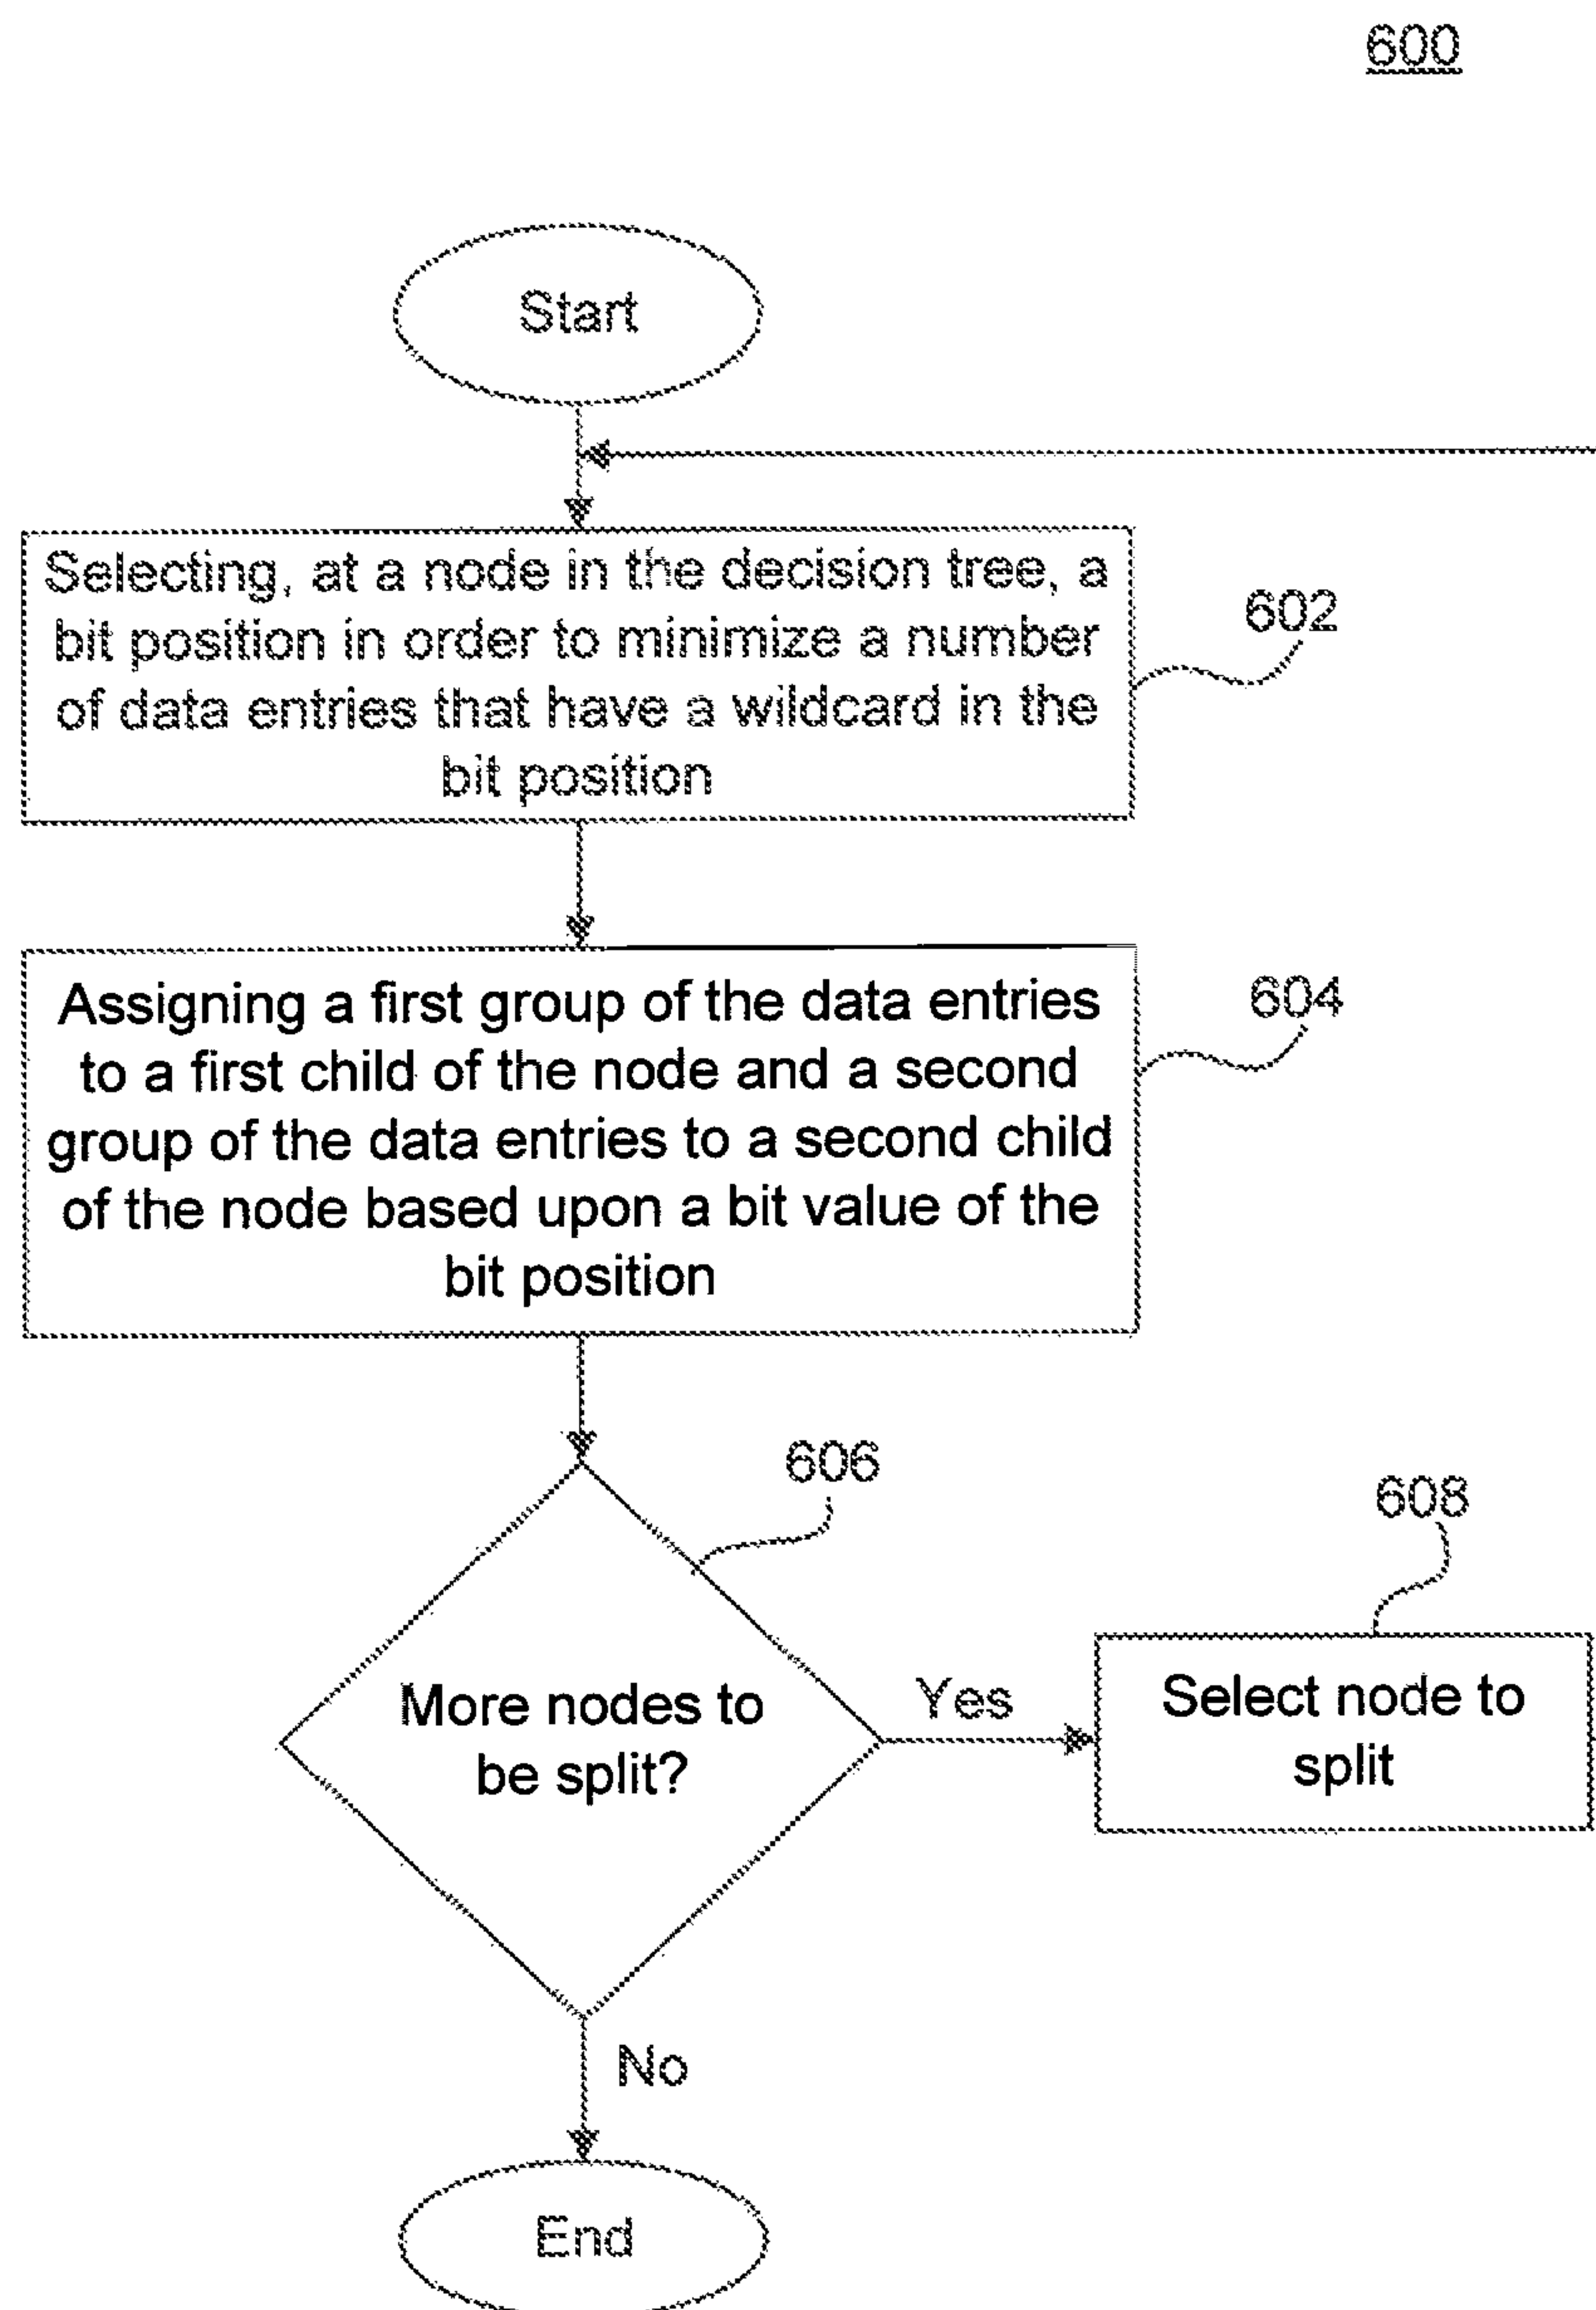 600
Start
Selecting, at a node in the decision tree, a
bit position in order to minimize a number
of data entries that have a wildcard in the
bit position
602
Assigning a first group of the data entries
to a first child of the node and a second
group of the data entries to a second child
of the node based upon a bit value of the
bit position
604
606
608
More nodes to
be split?
Yes
Select node to
split
No
End